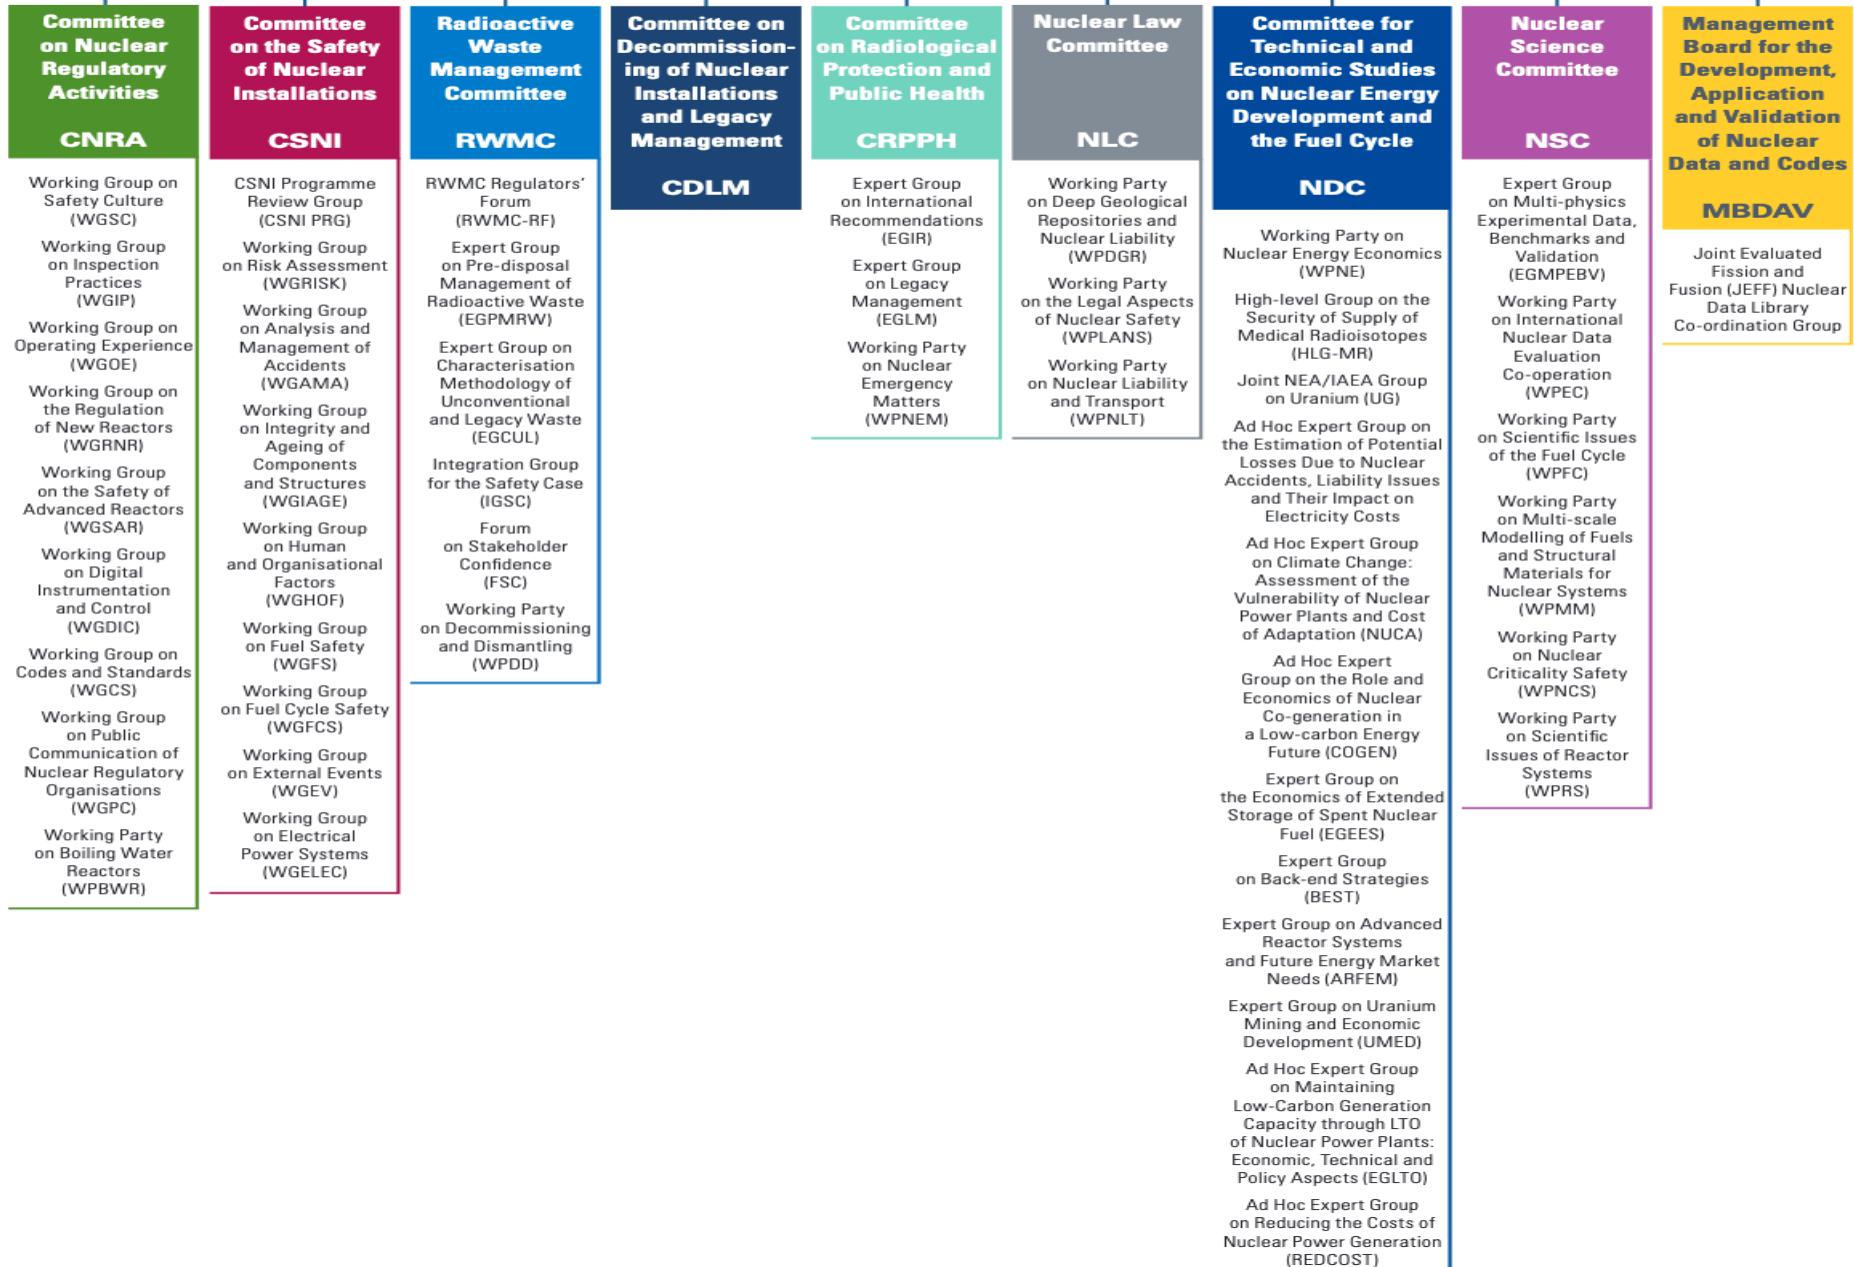 Committee
on Nuclear
Regulatory
Activities
CNRA
Working Group on
Safety Culture
(WGSC)
Working Group
on Inspection
Practices
(WGIP)
Working Group on
Operating Experience
(WGOE)
Working Group on
the Regulation
of New Reactors
(WGRNR)
Working Group
on the Safety of
Advanced Reactors
(WGSAR)
Working Group
on Digital
Instrumentation
and Control
(WGDIC)
Working Group on
Codes and Standards
(WGCS)
Working Group
on Public
Communication of
Nuclear Regulatory
Organisations
(WGPC)
Working Party
on Boiling Water
Reactors
(WPBWR)
Committee
on the Safety
of Nuclear
Installations
CSNI
CSNI Programme
Review Group
(CSNI PRG)
Working Group
on Risk Assessment
(WGRISK)
Working Group
on Analysis and
Management of
Accidents
(WGAMA)
Working Group
on Integrity and
Ageing of
Components
and Structures
(WGIAGE)
Working Group
on Human
and Organisational
Factors
(WGHOF)
Working Group
on Fuel Safety
(WGFS)
Working Group
on Fuel Cycle Safety
(WGFCS)
Working Group
on External Events
(WGEV)
Working Group
on Electrical
Power Systems
(WGELEC)
Radioactive
Waste
Management
Committee
RWMC
RWMC Regulators’
Forum
(RWMC-RF)
Expert Group
on Pre-disposal
Management of
Radioactive Waste
(EGPMRW)
Expert Group on
Characterisation
Methodology of
Unconventional
and Legacy Waste
(EGCUL)
Integration Group
for the Safety Case
(IGSC)
Forum
on Stakeholder
Confidence
(FSC)
Working Party
on Decommissioning
and Dismantling
(WPDD)
Committee on
Decommission-
ing of Nuclear
Installations
and Legacy
Management
CDLM
Committee
on Radiological
Protection and
Public Health
CRPPH
Expert Group
on International
Recommendations
(EGIR)
Expert Group
on Legacy
Management
(EGLM)
Working Party
on Nuclear
Emergency
Matters
(WPNEM)
Nuclear Law
Committee
NLC
Working Party
on Deep Geological
Repositories and
Nuclear Liability
(WPDGR)
Working Party
on the Legal Aspects
of Nuclear Safety
(WPLANS)
Working Party
on Nuclear Liability
and Transport
(WPNLT)
Committee for
Technical and
Economic Studies
on Nuclear Energy
Development and
the Fuel Cycle
NDC
Working Party on
Nuclear Energy Economics
(WPNE)
High-level Group on the
Security of Supply of
Medical Radioisotopes
(HLG-MR)
Joint NEA/IAEA Group
on Uranium (UG)
Ad Hoc Expert Group on
the Estimation of Potential
Losses Due to Nuclear
Accidents, Liability Issues
and Their Impact on
Electricity Costs
Ad Hoc Expert Group
on Climate Change:
Assessment of the
Vulnerability of Nuclear
Power Plants and Cost
of Adaptation (NUCA)
Ad Hoc Expert
Group on the Role and
Economics of Nuclear
Co-generation in
a Low-carbon Energy
Future (COGEN)
Expert Group on
the Economics of Extended
Storage of Spent Nuclear
Fuel (EGEES)
Expert Group
on Back-end Strategies
(BEST)
Expert Group on Advanced
Reactor Systems
and Future Energy Market
Needs (ARFEM)
Expert Group on Uranium
Mining and Economic
Development (UMED)
Ad Hoc Expert Group
on Maintaining
Low-Carbon Generation
Capacity through LTO
of Nuclear Power Plants:
Economic, Technical and
Policy Aspects (EGLTO)
Ad Hoc Expert Group
on Reducing the Costs of
Nuclear Power Generation
(REDCOST)
Nuclear
Science
Committee
NSC
Expert Group
on Multi-physics
Experimental Data,
Benchmarks and
Validation
(EGMPEBV)
Working Party
on International
Nuclear Data
Evaluation
Co-operation
(WPEC)
Working Party
on Scientific Issues
of the Fuel Cycle
(WPFC)
Working Party
on Multi-scale
Modelling of Fuels
and Structural
Materials for
Nuclear Systems
(WPMM)
Working Party
on Nuclear
Criticality Safety
(WPNCS)
Working Party
on Scientific
Issues of Reactor
Systems
(WPRS)
Management
Board for the
Development,
Application
and Validation
of Nuclear
Data and Codes
MBDAV
Joint Evaluated
Fission and
Fusion (JEFF) Nuclear
Data Library
Co-ordination Group